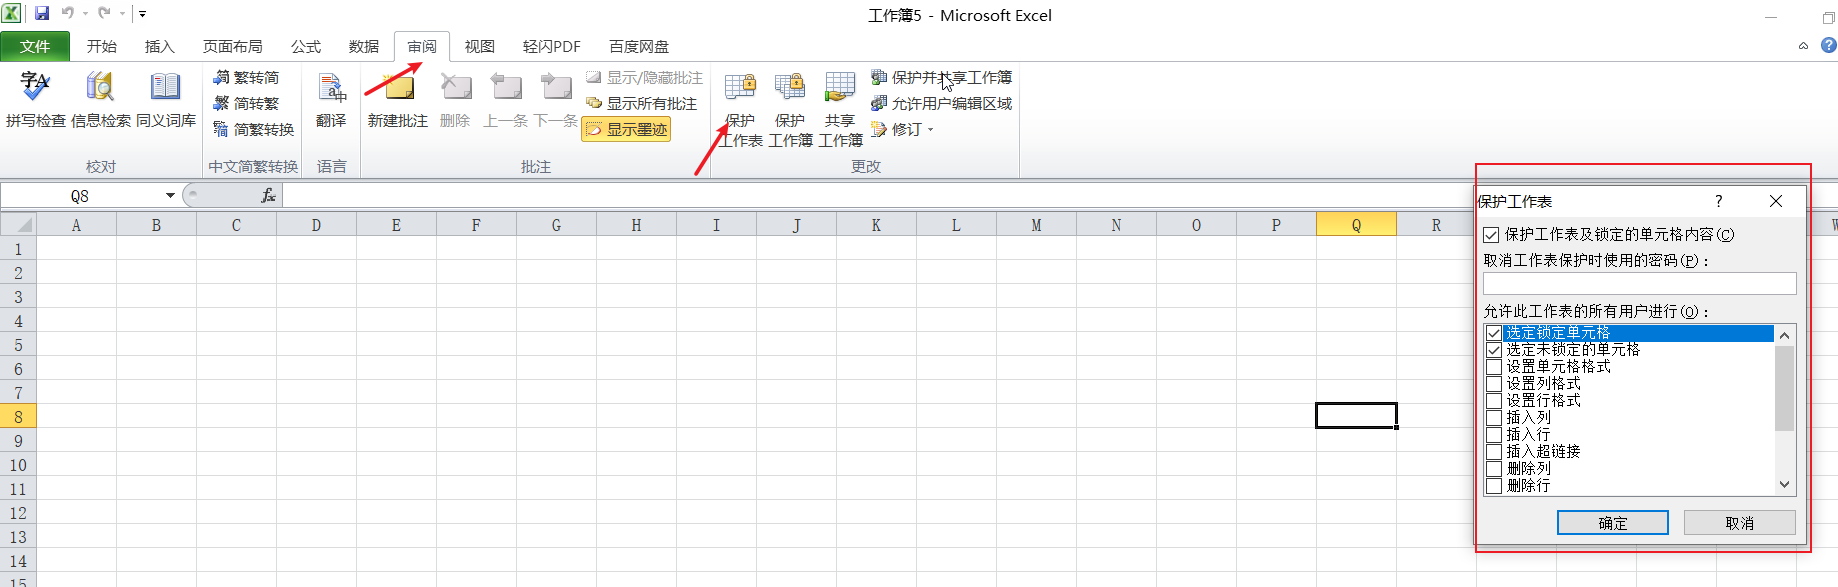 工作簿5 - Microsoft Excel
文件 开始 插入 页面布局 公式 数据 审阅 视图 轻闪PDF 百度网盘
拼写检查 信息检索 同义词库
校对
繁转简
简转繁
简繁转换
中文简繁转换
翻译
语言
新建批注 删除 上一条 下一条
显示/隐藏批注
显示所有批注
显示墨迹
批注
保护
工作表
保护
工作簿
共享
工作簿
保护并共享工作簿
允许用户编辑区域
修订
更改
Q8 fx
A B C D E F G H I J K L M N O P Q R W
1
2
3
4
5
6
7
8
9
10
11
12
13
14
15
保护工作表 ? ×
保护工作表及锁定的单元格内容(C)
取消工作表保护时使用的密码(P):
允许此工作表的所有用户进行(O):
选定锁定单元格
选定未锁定的单元格
设置单元格格式
设置列格式
设置行格式
插入列
插入行
插入超链接
删除列
删除行
确定 取消